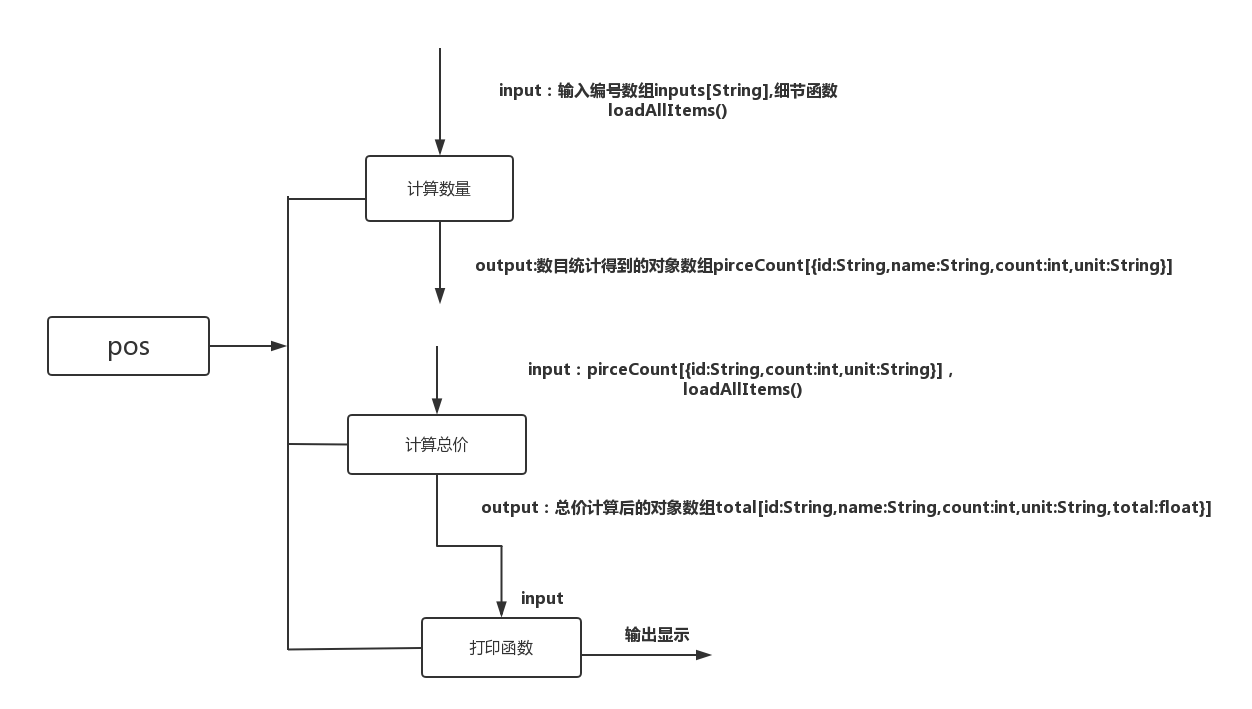 input：输入编号数组inputs[String],细节函数
loadAllItems()
计算数量
output:数目统计得到的对象数组pirceCount[{id:String,name:String,count:int,unit:String}]
pos
input：pirceCount[{id:String,count:int,unit:String}]，
loadAllItems()
计算总价
output：总价计算后的对象数组total[id:String,name:String,count:int,unit:String,total:float}]
input
打印函数
输出显示